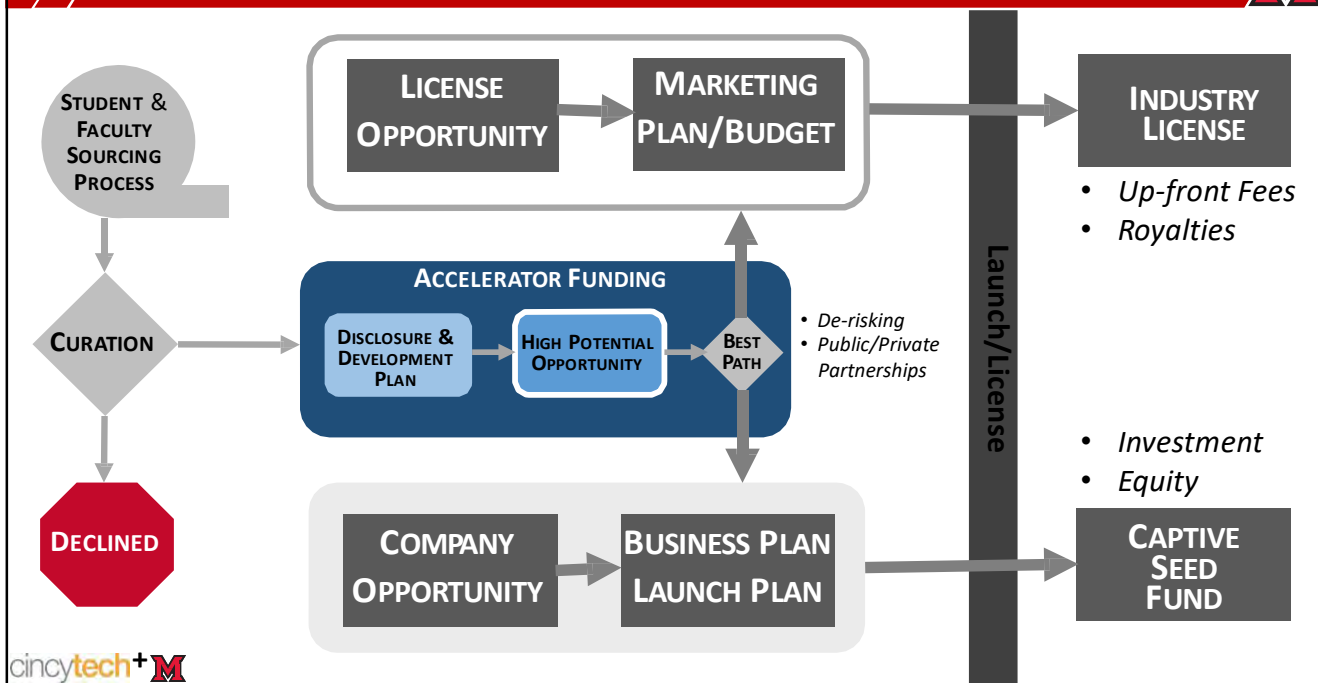 STUDENT &
FACULTY
SOURCING
PROCESS
CURATION
DECLINED
LICENSE
OPPORTUNITY
MARKETING
PLAN/BUDGET
ACCELERATOR FUNDING
DISCLOSURE &
DEVELOPMENT
PLAN
HIGH POTENTIAL
OPPORTUNITY
BEST
PATH
• De-risking
• Public/Private
Partnerships
COMPANY
OPPORTUNITY
BUSINESS PLAN
LAUNCH PLAN
Launch/License
INDUSTRY
LICENSE
• Up-front Fees
• Royalties
• Investment
• Equity
CAPTIVE
SEED
FUND
cincytech+M